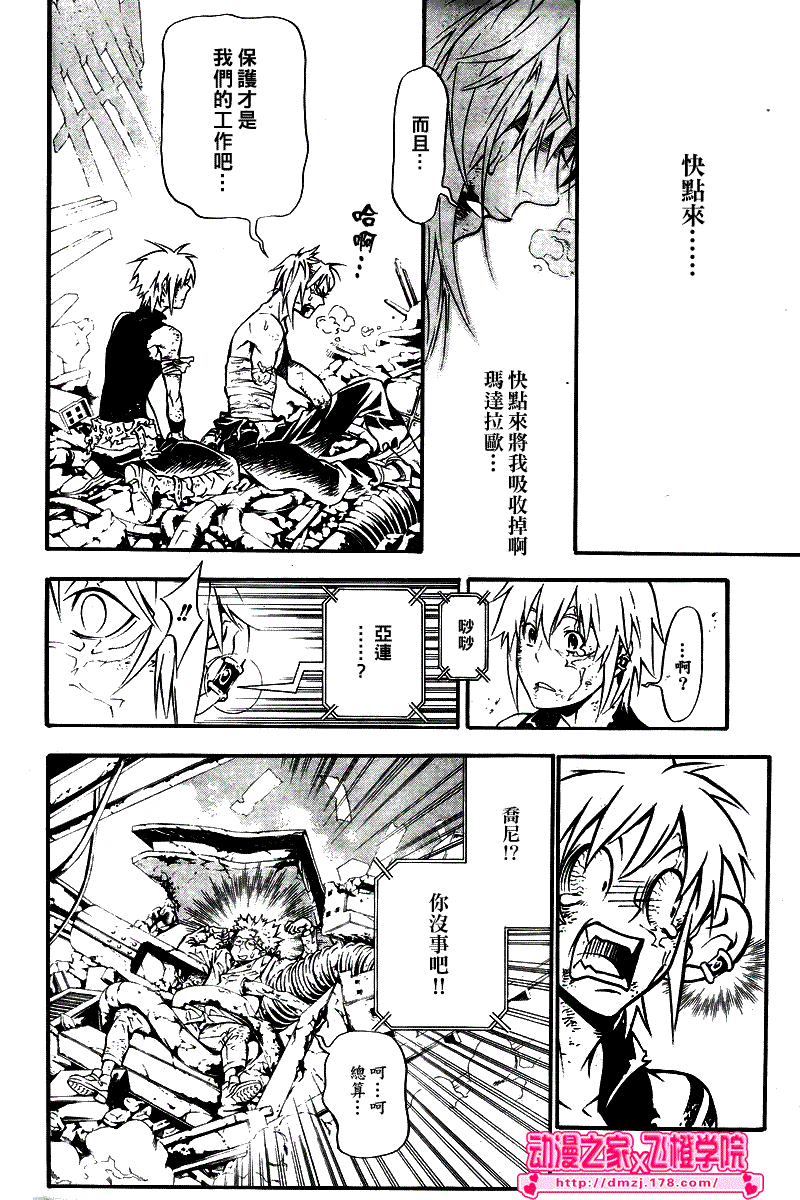 快點來……
快點來將我吸收掉啊
瑪達拉歐…
而且…
保護才是
我們的工作吧…
哈啊…
…啊？
吵吵
亞連
……？
!!
喬尼!?
你沒事吧!!
呵…呵
總算…
动漫之家x飞橙学院
http://dmzj.178.com/